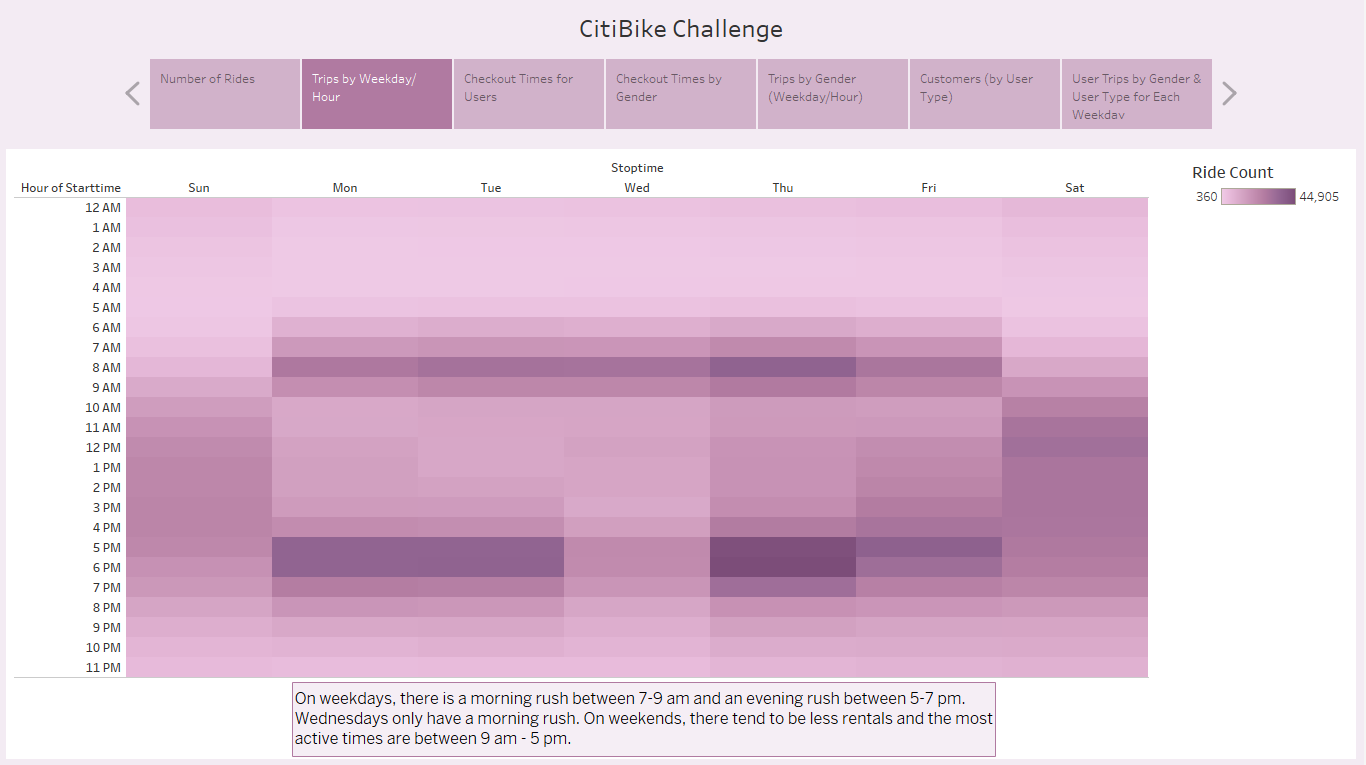 CitiBike Challenge
Number of Rides
Trips by Weekday/
Hour
Checkout Times for
Users
Checkout Times by
Gender
Trips by Gender
(Weekday/Hour)
Customers (by User
Type)
User Trips by Gender &
User Type for Each
Weekday
Stoptime
Hour of Starttime Sun Mon Tue Wed Thu Fri Sat
12 AM
1 AM
2 AM
3 AM
4 AM
5 AM
6 AM
7 AM
8 AM
9 AM
10 AM
11 AM
12 PM
1 PM
2 PM
3 PM
4 PM
5 PM
6 PM
7 PM
8 PM
9 PM
10 PM
11 PM
Ride Count
360 44,905
On weekdays, there is a morning rush between 7-9 am and an evening rush between 5-7 pm.
Wednesdays only have a morning rush. On weekends, there tend to be less rentals and the most
active times are between 9 am - 5 pm.